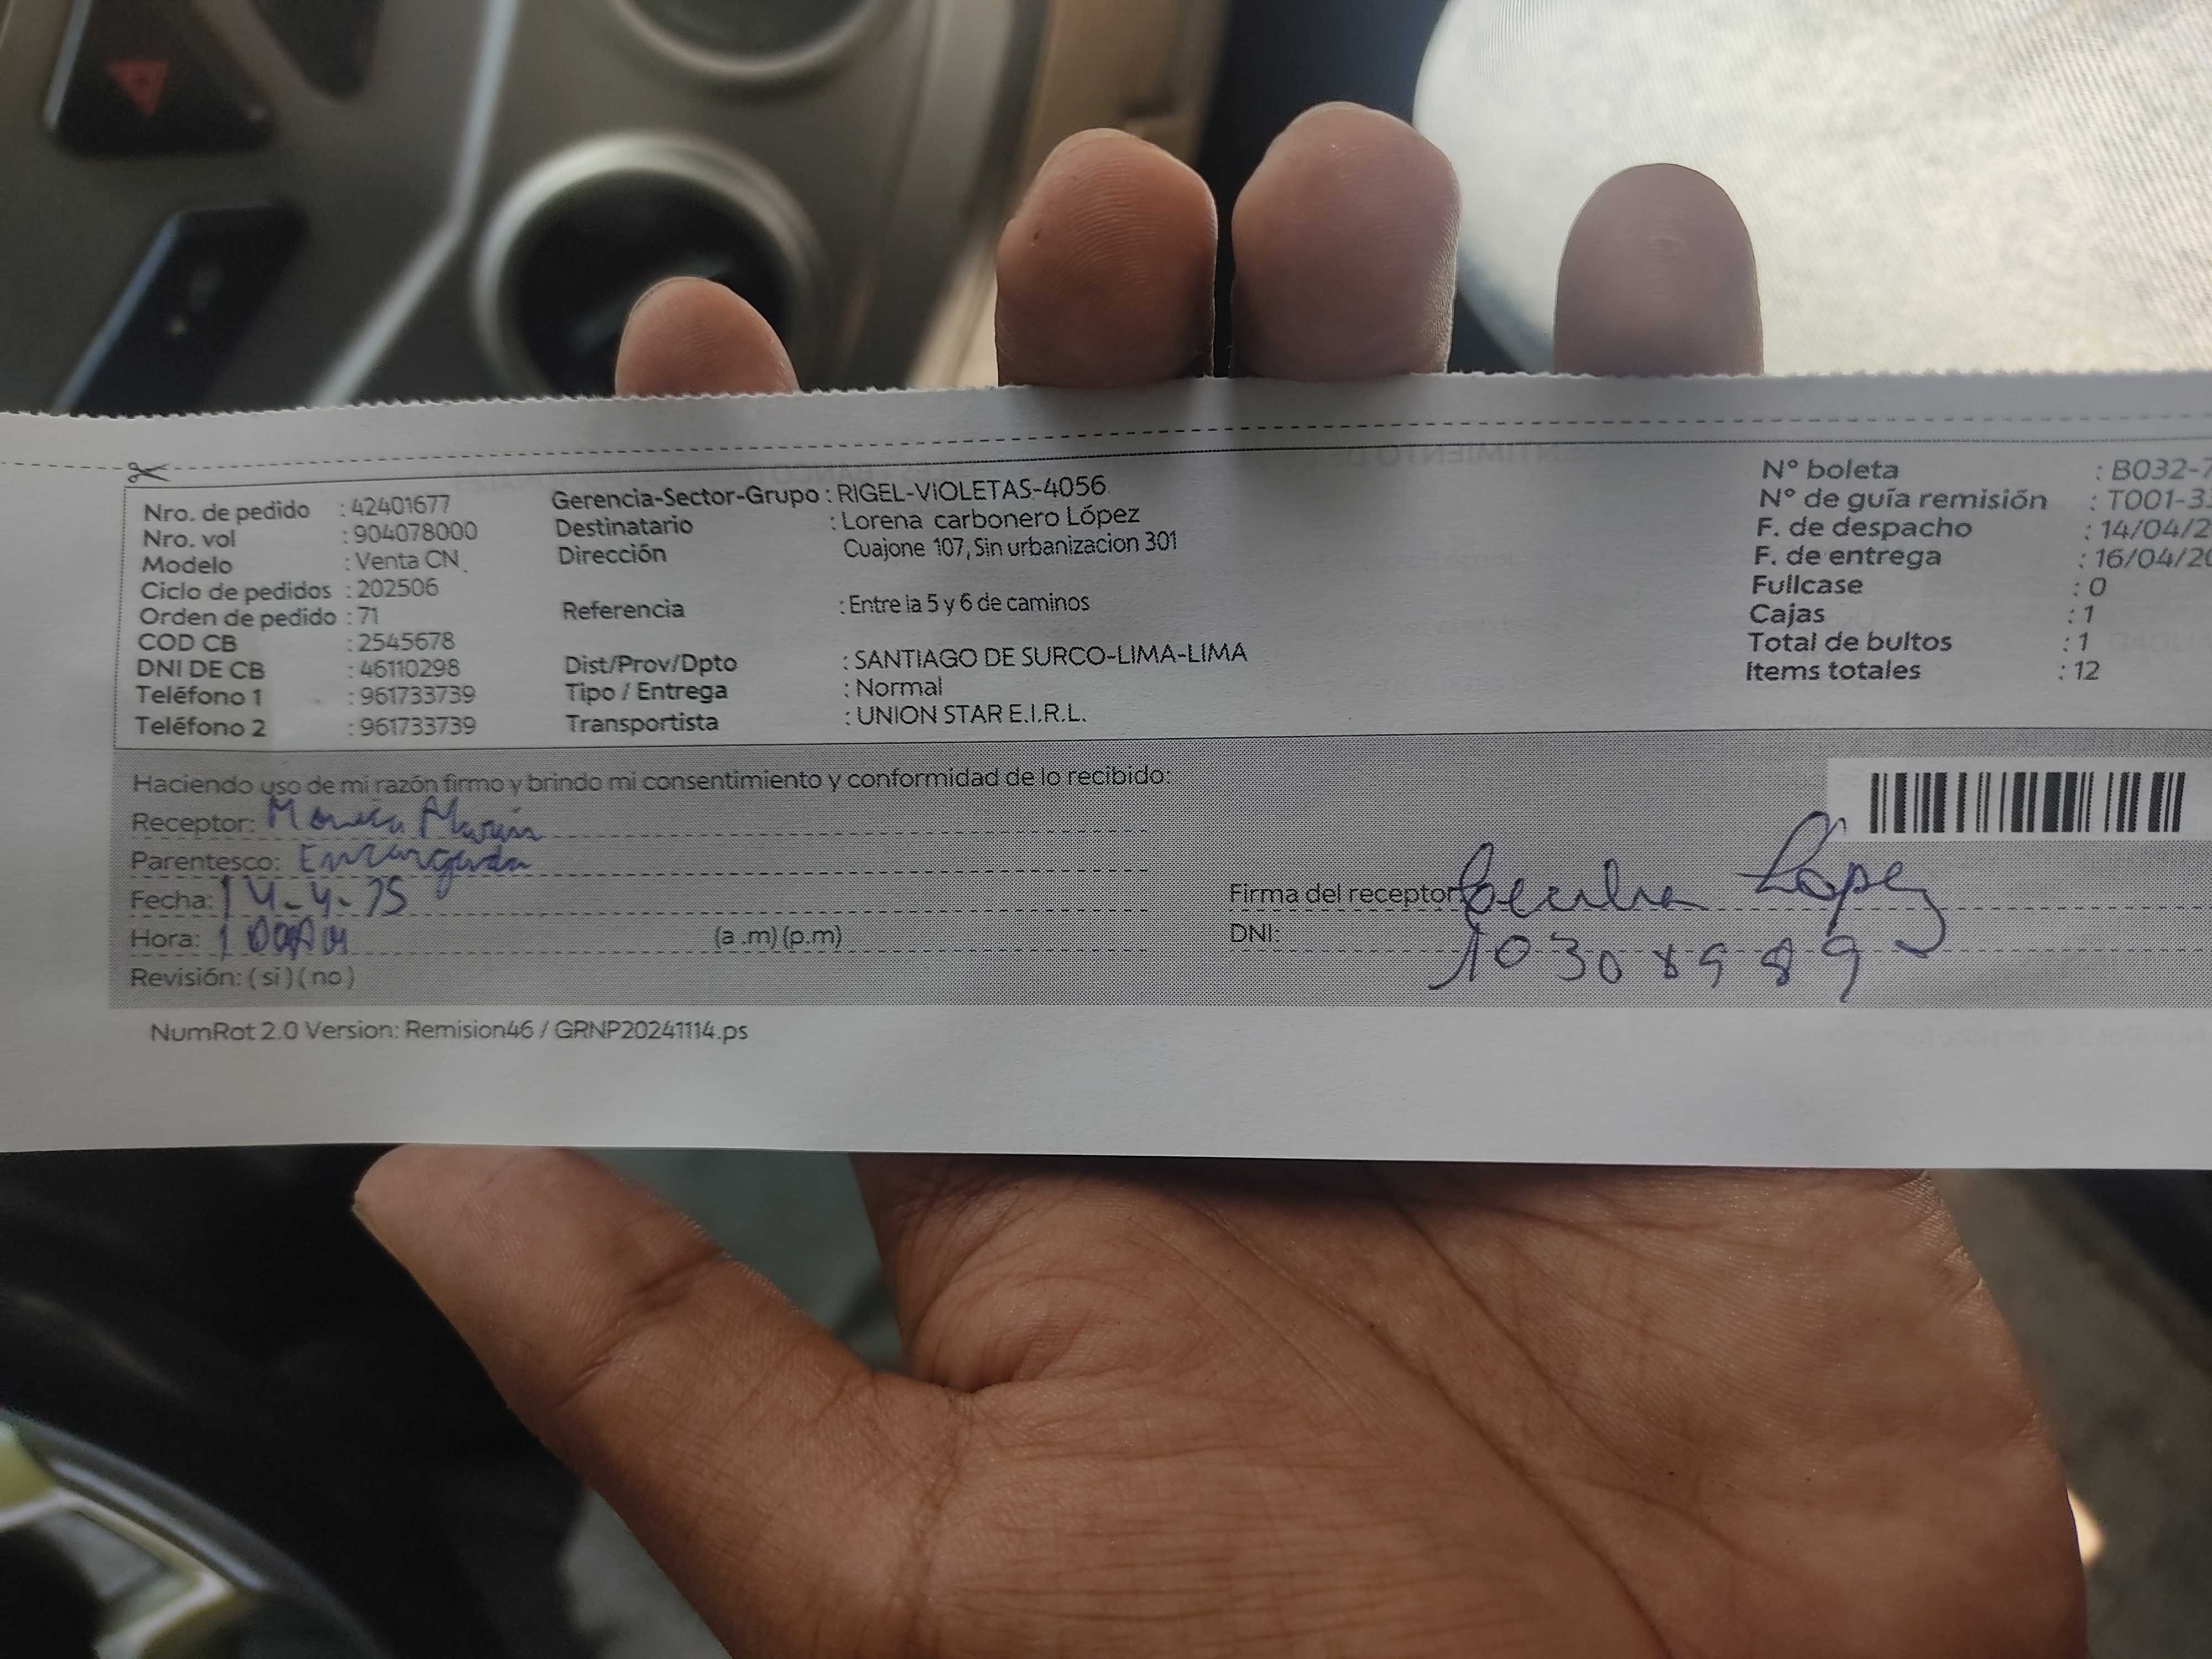 Nro. de pedido : 42401677
Nro. vol : 904078000
Modelo : Venta CN
Ciclo de pedidos : 202506
Orden de pedido : 71
COD CB : 2545678
DNI DE CB : 46110298
Teléfono 1 : 961733739
Teléfono 2 : 961733739
Gerencia-Sector-Grupo : RIGEL-VIOLETAS-4056
Destinatario : Lorena carbonero López
Dirección Cuajone 107, Sin urbanizacion 301
Referencia : Entre la 5 y 6 de caminos
Dist/Prov/Dpto : SANTIAGO DE SURCO-LIMA-LIMA
Tipo / Entrega : Normal
Transportista : UNION STAR E.I.R.L.
N° boleta : B032-7
N° de guía remisión : T001-3
F. de despacho : 14/04/2
F. de entrega : 16/04/20
Fullcase : 0
Cajas : 1
Total de bultos : 1
Items totales : 12
Haciendo uso de mi razón firmo y brindo mi consentimiento y conformidad de lo recibido:
Receptor: Monica Marin
Parentesco: Encargada
Fecha: 14-4-25
Hora: (a .m) (p.m)
Revisión: ( si ) ( no )
Firma del receptor: López
DNI: 10308989
NumRot 2.0 Version: Remision46 / GRNP20241114.ps